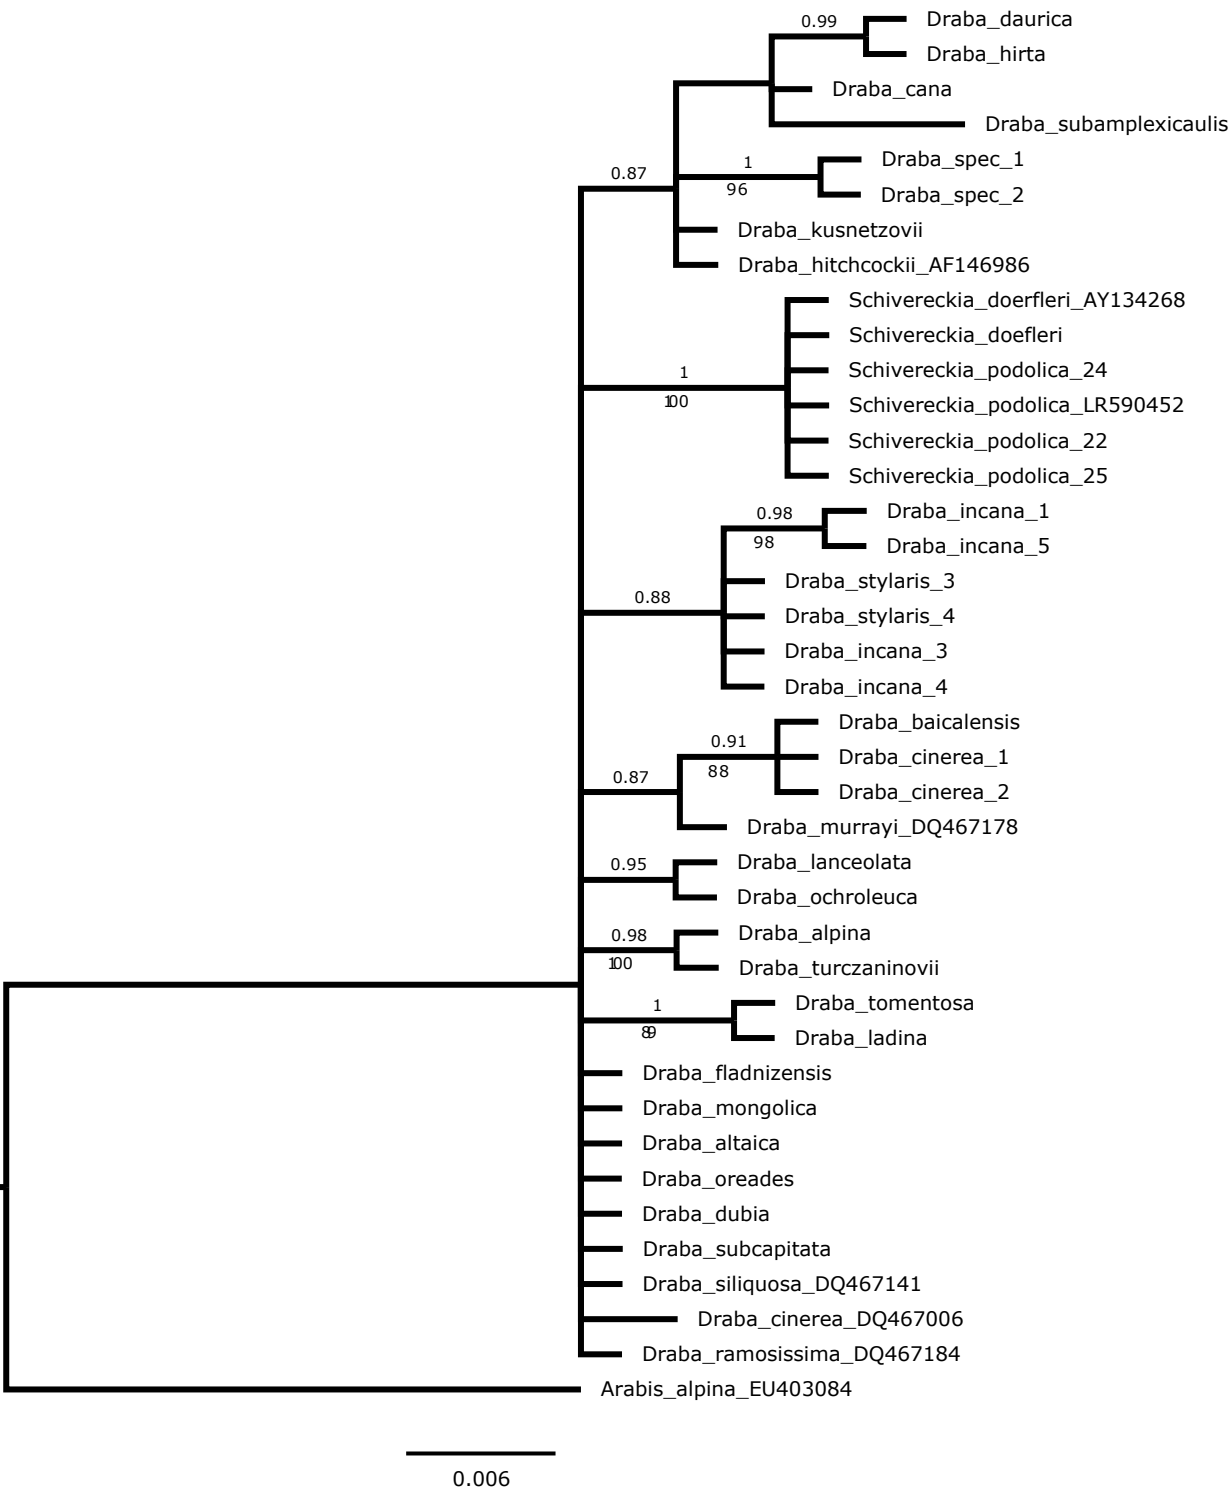 0.99
Draba_daurica
Draba_hirta
Draba_cana
Draba_subamplexicaulis
Draba_spec_1
1
0.87
96
Draba_spec_2
Draba_kusnetzovii
Draba_hitchcockii_AF146986
Schivereckia_doerfleri_AY134268
Schivereckia_doefleri
1
Schivereckia_podolica_24
100
Schivereckia_podolica_LR590452
Schivereckia_podolica_22
Schivereckia_podolica_25
0.98
Draba_incana_1
98
Draba_incana_5
Draba_stylaris_3
0.88
Draba_stylaris_4
Draba_incana_3
Draba_incana_4
Draba_baicalensis
0.91
Draba_cinerea_1
88
0.87
Draba_cinerea_2
Draba_murrayi_DQ467178
0.95
Draba_lanceolata
Draba_ochroleuca
0.98
Draba_alpina
100
Draba_turczaninovii
1
Draba_tomentosa
89
Draba_ladina
Draba_fladnizensis
Draba_mongolica
Draba_altaica
Draba_oreades
Draba_dubia
Draba_subcapitata
Draba_siliquosa_DQ467141
Draba_cinerea_DQ467006
Draba_ramosissima_DQ467184
Arabis_alpina_EU403084
0.006